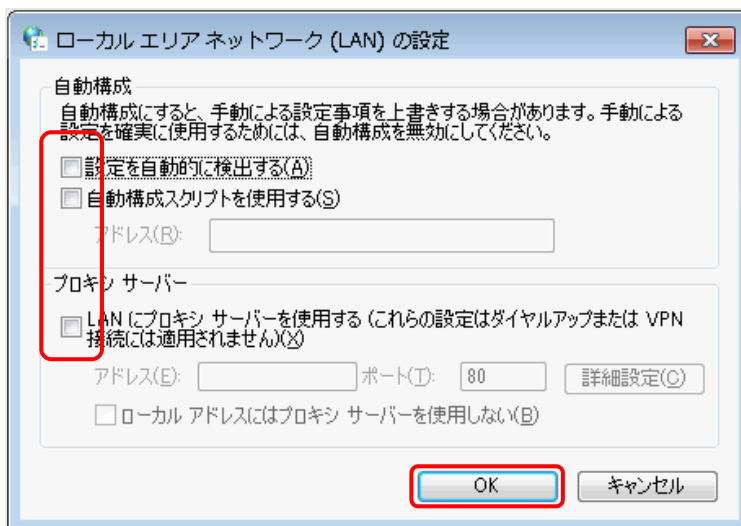 ローカル エリア ネットワーク (LAN) の設定
自動構成
自動構成にすると、手動による設定事項を上書きする場合があります。手動による
設定を確実に使用するためには、自動構成を無効にしてください。
設定を自動的に検出する(A)
自動構成スクリプトを使用する(S)
アドレス(R):
プロキシ サーバー
LAN にプロキシ サーバーを使用する (これらの設定はダイヤルアップまたは VPN
接続には適用されません)(X)
アドレス(E): ポート(T): 80 詳細設定(C)
ローカル アドレスにはプロキシ サーバーを使用しない(B)
OK キャンセル